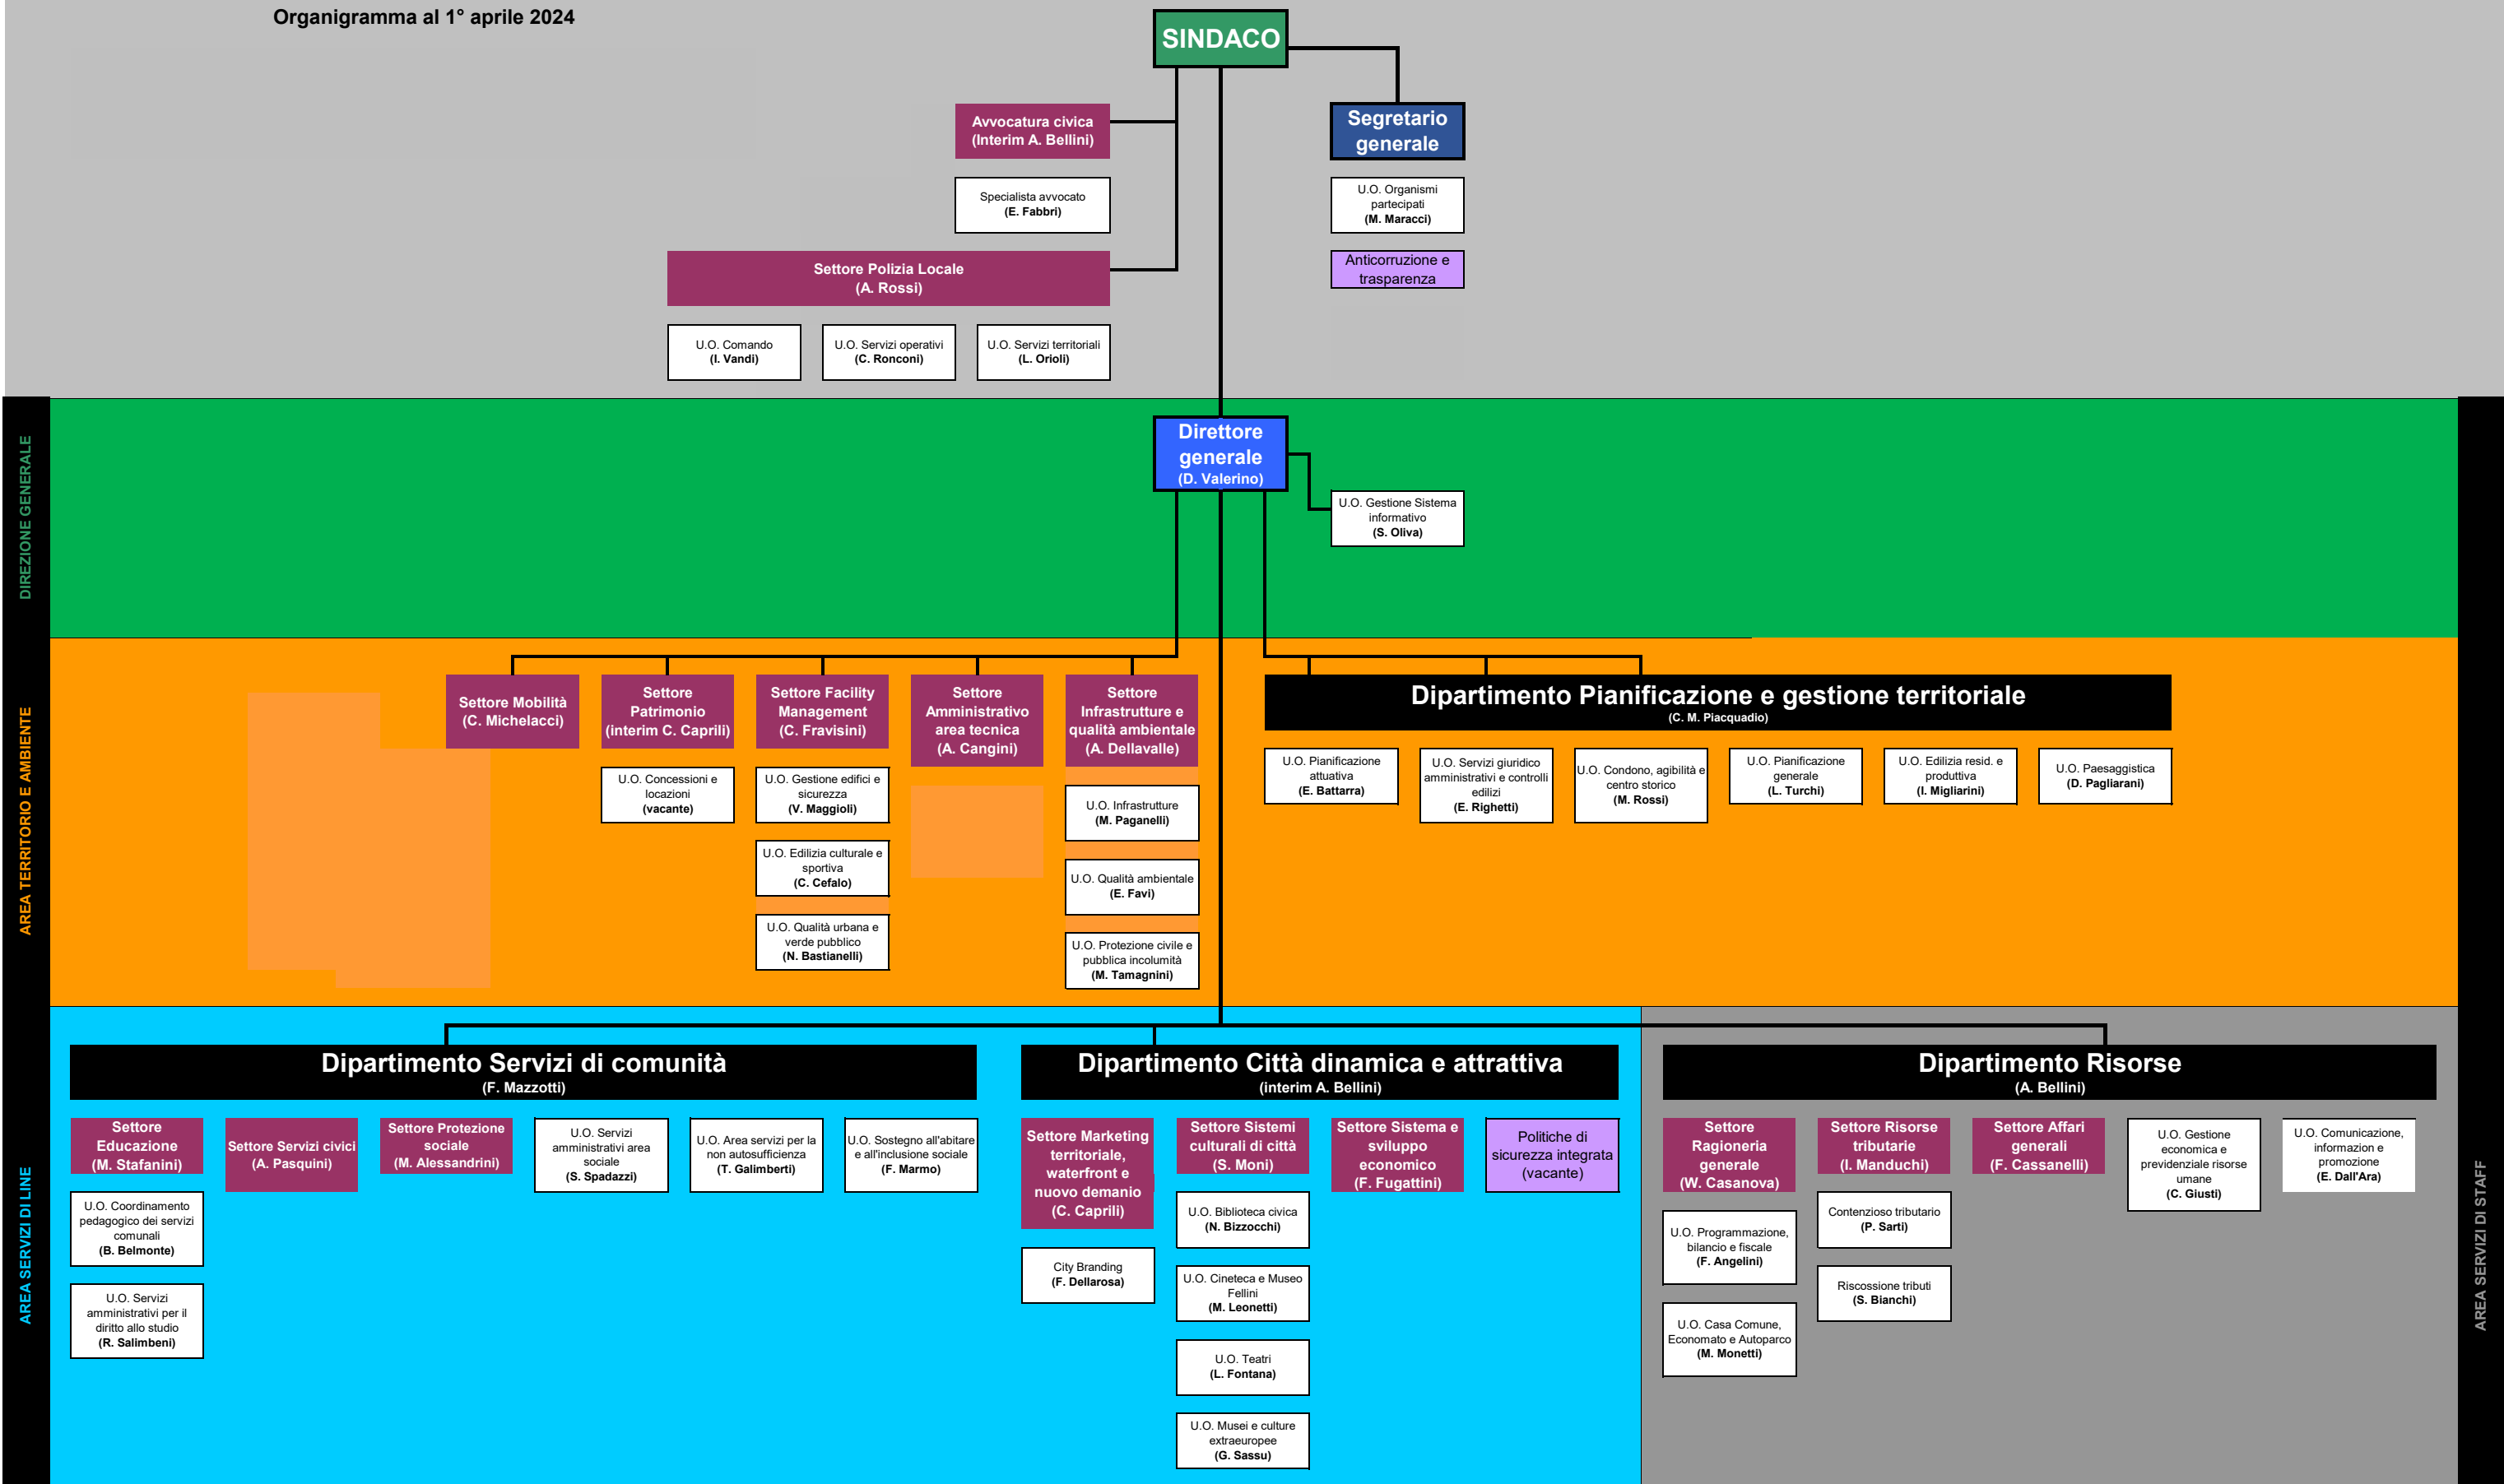 Organigramma al 1° aprile 2024
SINDACO
Avvocatura civica
(Interim A. Bellini)
Segretario
generale
Specialista avvocato
(E. Fabbri)
U.O. Organismi
partecipati
(M. Maracci)
Settore Polizia Locale
(A. Rossi)
Anticorruzione e
trasparenza
U.O. Comando
(I. Vandi)
U.O. Servizi operativi
(C. Ronconi)
U.O. Servizi territoriali
(L. Orioli)
DIREZIONE GENERALE
Direttore
generale
(D. Valerino)
U.O. Gestione Sistema
informativo
(S. Oliva)
AREA TERRITORIO E AMBIENTE
Settore Mobilità
(C. Michelacci)
Settore
Patrimonio
(interim C. Caprili)
U.O. Concessioni e
locazioni
(vacante)
Settore Facility
Management
(C. Fravisini)
U.O. Gestione edifici e
sicurezza
(V. Maggioli)
U.O. Edilizia culturale e
sportiva
(C. Cefalo)
U.O. Qualità urbana e
verde pubblico
(N. Bastianelli)
Settore
Amministrativo
area tecnica
(A. Cangini)
Settore
Infrastrutture e
qualità ambientale
(A. Dellavalle)
U.O. Infrastrutture
(M. Paganelli)
U.O. Qualità ambientale
(E. Favi)
U.O. Protezione civile e
pubblica incolumità
(M. Tamagnini)
Dipartimento Pianificazione e gestione territoriale
(C. M. Piacquadio)
U.O. Pianificazione
attuativa
(E. Battarra)
U.O. Servizi giuridico
amministrativi e controlli
edilizi
(E. Righetti)
U.O. Condono, agibilità e
centro storico
(M. Rossi)
U.O. Pianificazione
generale
(L. Turchi)
U.O. Edilizia resid. e
produttiva
(I. Migliarini)
U.O. Paesaggistica
(D. Pagliarani)
AREA SERVIZI DI LINE
Dipartimento Servizi di comunità
(F. Mazzotti)
Settore
Educazione
(M. Stafanini)
U.O. Coordinamento
pedagogico dei servizi
comunali
(B. Belmonte)
U.O. Servizi
amministrativi per il
diritto allo studio
(R. Salimbeni)
Settore Servizi civici
(A. Pasquini)
Settore Protezione
sociale
(M. Alessandrini)
U.O. Servizi
amministrativi area
sociale
(S. Spadazzi)
U.O. Area servizi per la
non autosufficienza
(T. Galimberti)
U.O. Sostegno all'abitare
e all'inclusione sociale
(F. Marmo)
Dipartimento Città dinamica e attrattiva
(interim A. Bellini)
Settore Marketing
territoriale,
waterfront e
nuovo demanio
(C. Caprili)
City Branding
(F. Dellarosa)
Settore Sistemi
culturali di città
(S. Moni)
U.O. Biblioteca civica
(N. Bizzocchi)
U.O. Cineteca e Museo
Fellini
(M. Leonetti)
U.O. Teatri
(L. Fontana)
U.O. Musei e culture
extraeuropee
(G. Sassu)
Settore Sistema e
sviluppo
economico
(F. Fugattini)
Politiche di
sicurezza integrata
(vacante)
Dipartimento Risorse
(A. Bellini)
Settore
Ragioneria
generale
(W. Casanova)
U.O. Programmazione,
bilancio e fiscale
(F. Angelini)
U.O. Casa Comune,
Economato e Autoparco
(M. Monetti)
Settore Risorse
tributarie
(I. Manduchi)
Contenzioso tributario
(P. Sarti)
Riscossione tributi
(S. Bianchi)
Settore Affari
generali
(F. Cassanelli)
U.O. Gestione
economica e
previdenziale risorse
umane
(C. Giusti)
U.O. Comunicazione,
informazion e
promozione
(E. Dall'Ara)
AREA SERVIZI DI STAFF